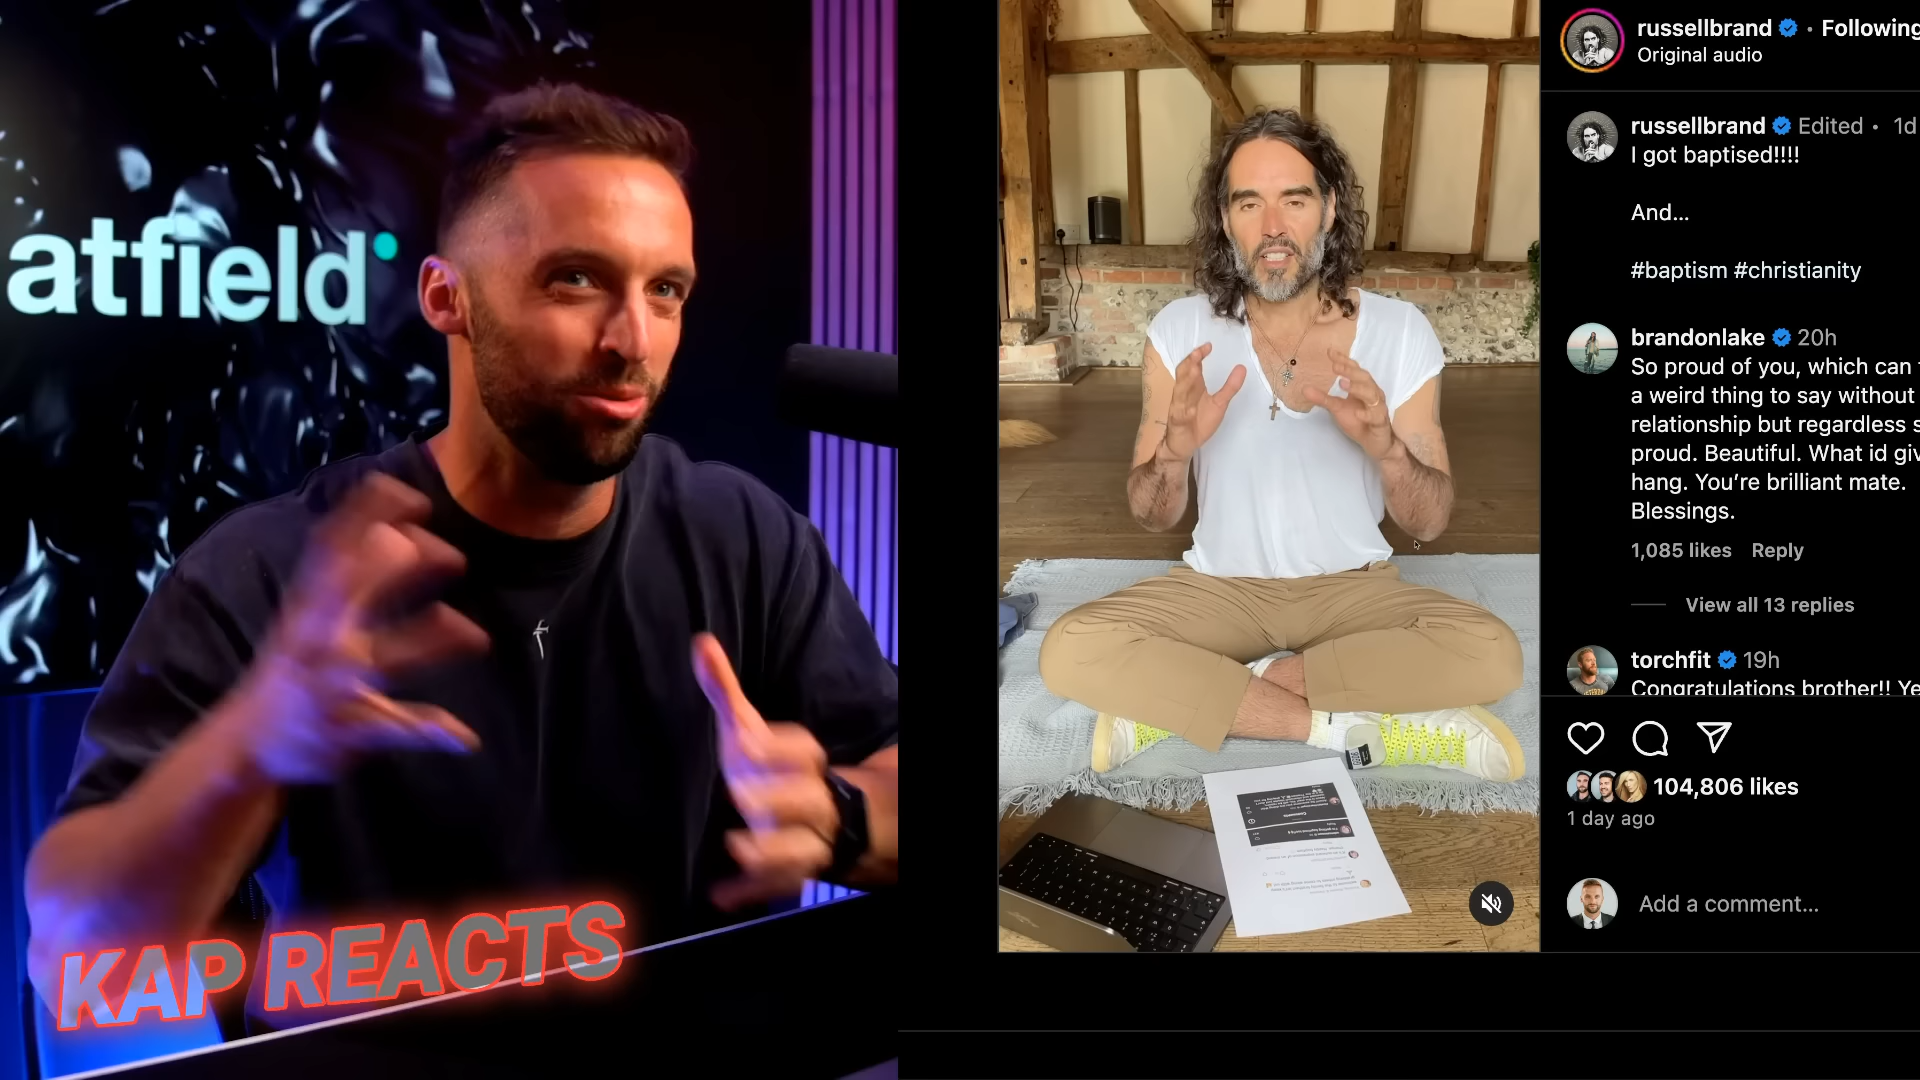 atfield
KAP REACTS
russellbrand • Following
Original audio
russellbrand Edited • 1d
I got baptised!!!!
And...
#baptism #christianity
brandonlake 20h
So proud of you, which can
a weird thing to say without
relationship but regardless
proud. Beautiful. What id
hang. You're brilliant mate.
Blessings.
1,085 likes Reply
View all 13 replies
torchfit 19h
Congratulations brother!! Ye
104,806 likes
1 day ago
Add a comment...